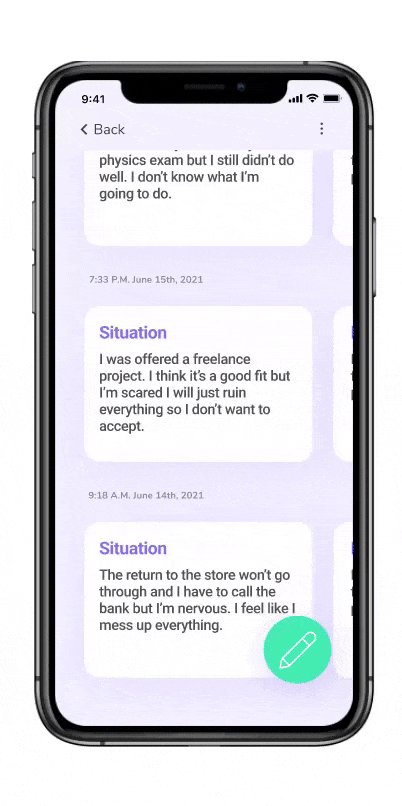 9:41
Back
physics exam but I still didn't do
well. I don't know what I'm
going to do.
7:33 P.M. June 15th, 2021
Situation
I was offered a freelance
project. I think it's a good fit but
I'm scared I will just ruin
everything so I don't want to
accept.
9:18 A.M. June 14th, 2021
Situation
The return to the store won't go
through and I have to call the
bank but I'm nervous. I feel like I
mess up everything.